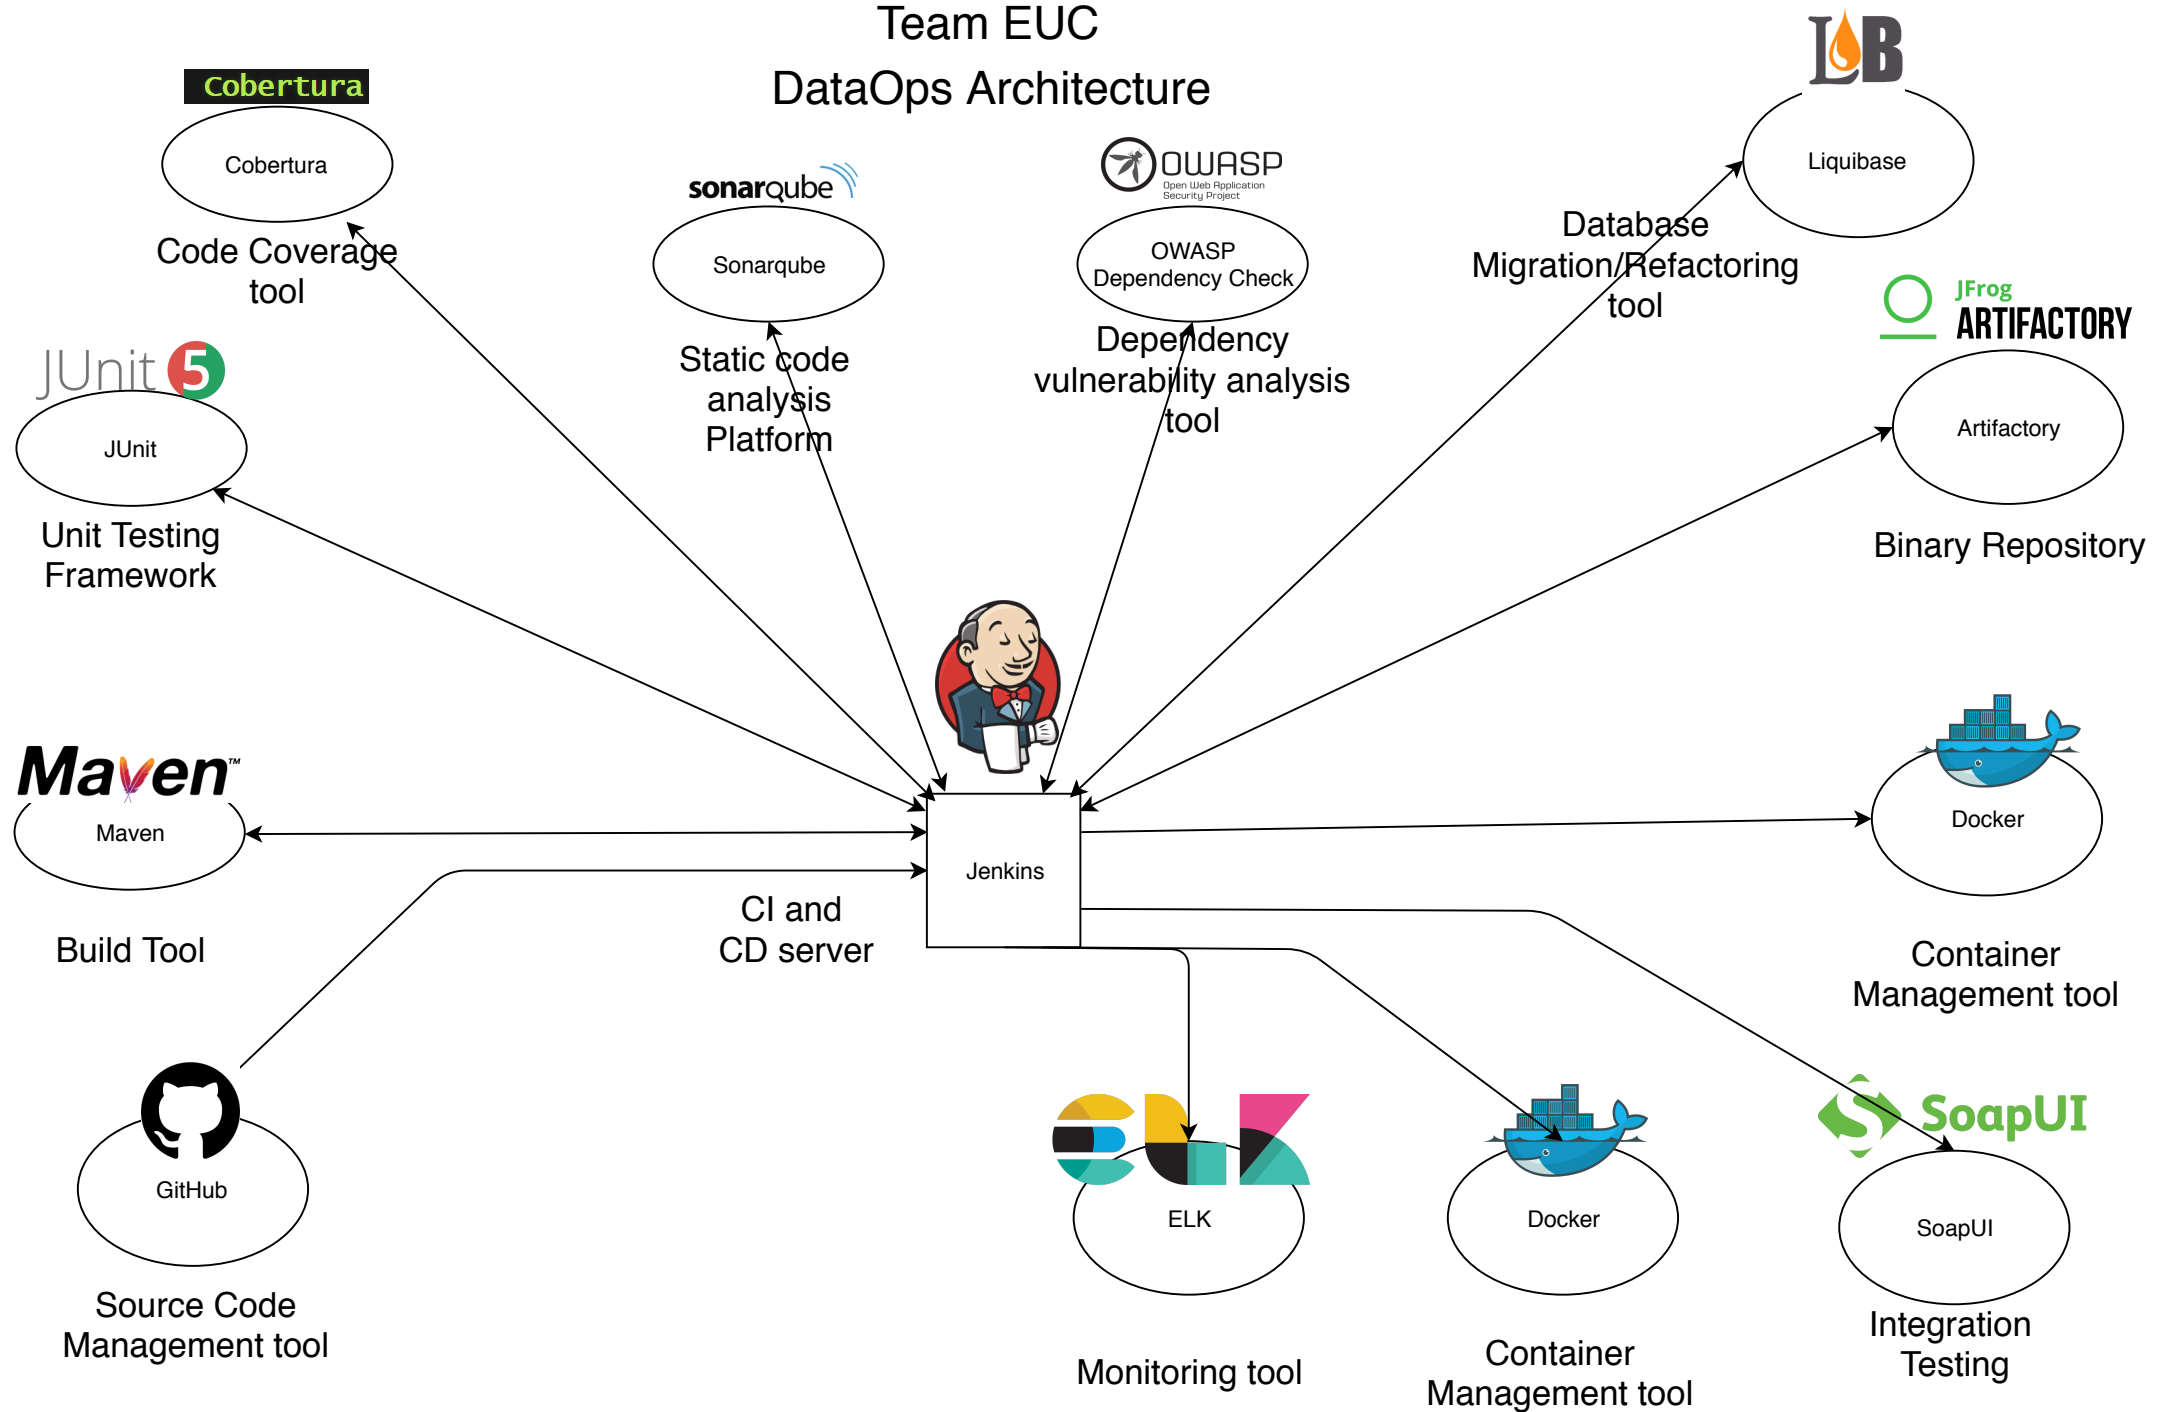 Team EUC
DataOps Architecture
Cobertura
Cobertura
Code Coverage
tool
sonarqube
Sonarqube
Static code
analysis
Platform
OWASP
Open Web Application
Security Project
OWASP
Dependency Check
Dependency
vulnerability analysis
tool
LB
Liquibase
Database
Migration/Refactoring
tool
JFrog
ARTIFACTORY
Artifactory
Binary Repository
JUnit 5
JUnit
Unit Testing
Framework
Maven™
Maven
Build Tool
Jenkins
CI and
CD server
Docker
Container
Management tool
GitHub
Source Code
Management tool
ELK
ELK
Monitoring tool
Docker
Container
Management tool
SoapUI
SoapUI
Integration
Testing